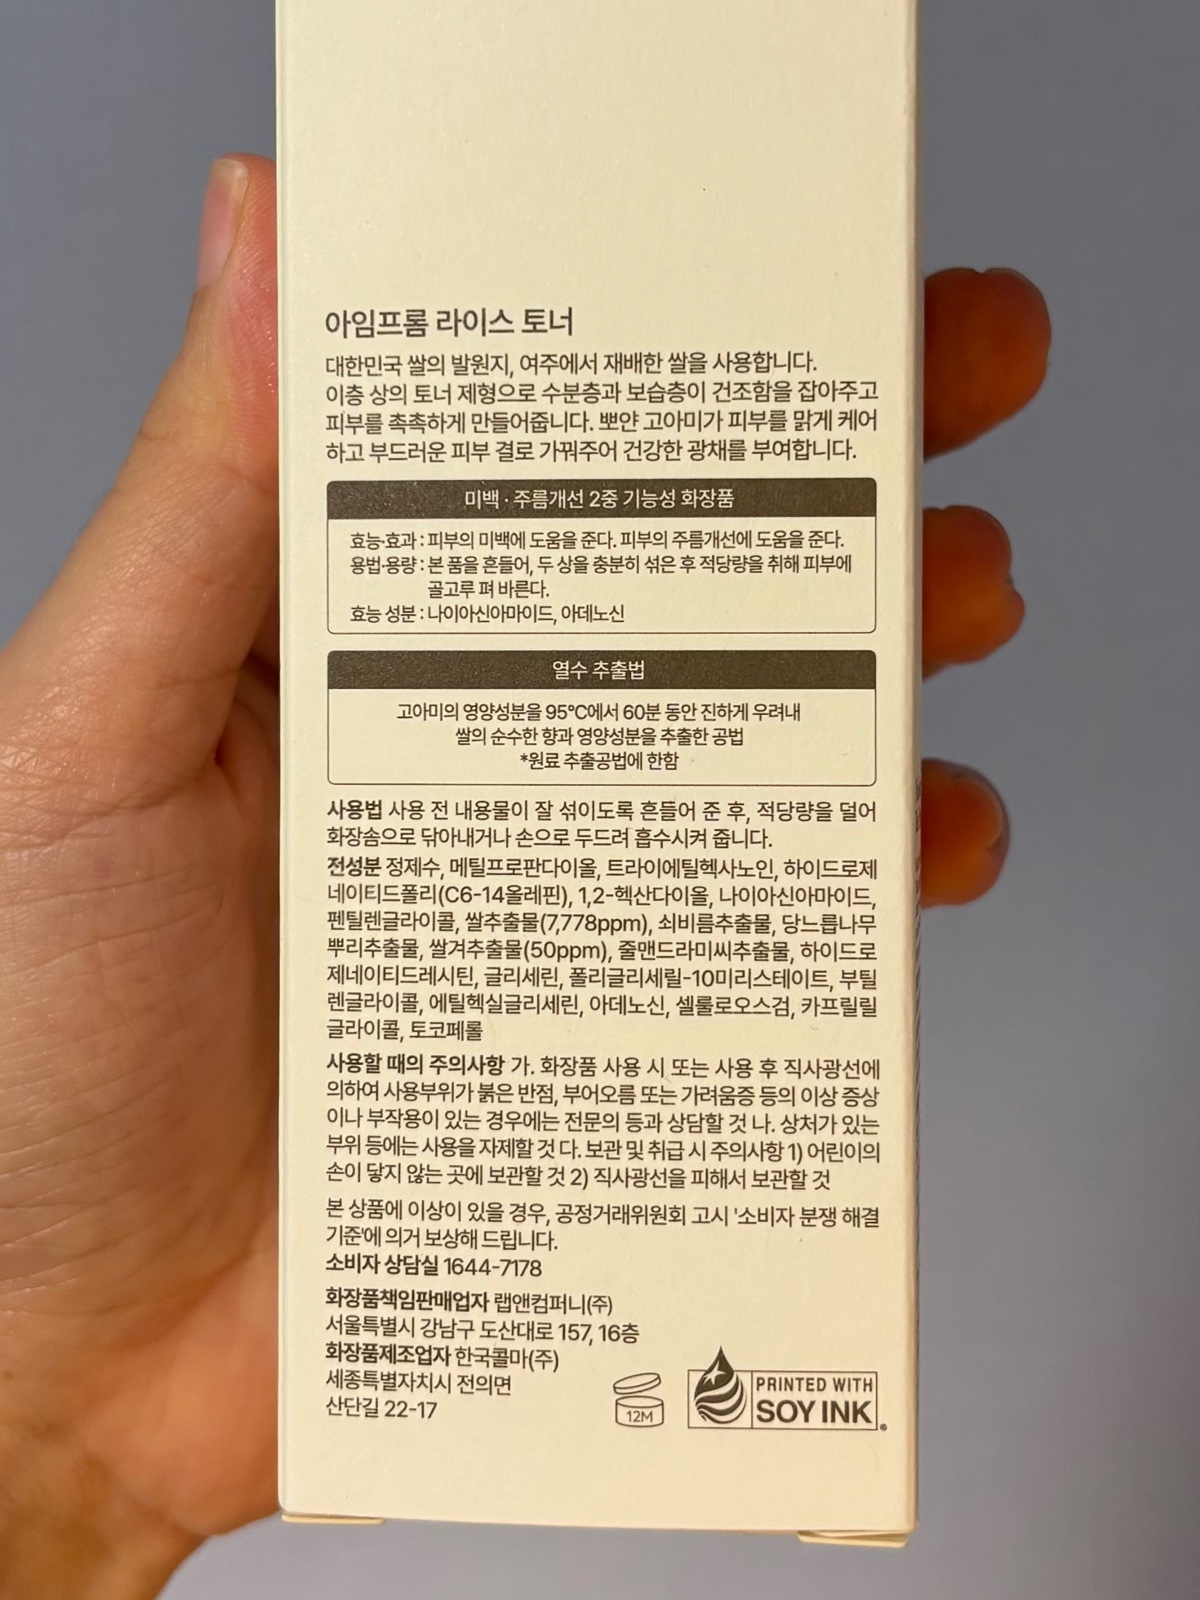 아임프롬 라이스 토너
대한민국 쌀의 발원지, 여주에서 재배한 쌀을 사용합니다.
이층 상의 토너 제형으로 수분층과 보습층이 건조함을 잡아주고
피부를 촉촉하게 만들어줍니다. 뽀얀 고아미가 피부를 맑게 케어
하고 부드러운 피부 결로 가꿔주어 건강한 광채를 부여합니다.
미백 · 주름개선 2중 기능성 화장품
효능·효과 : 피부의 미백에 도움을 준다. 피부의 주름개선에 도움을 준다.
용법·용량 : 본 품을 흔들어, 두 상을 충분히 섞은 후 적당량을 취해 피부에
골고루 펴 바른다.
효능 성분 : 나이아신아마이드, 아데노신
열수 추출법
고아미의 영양성분을 95°C에서 60분 동안 진하게 우려내
쌀의 순수한 향과 영양성분을 추출한 공법
*원료 추출공법에 한함
사용법 사용 전 내용물이 잘 섞이도록 흔들어 준 후, 적당량을 덜어
화장솜으로 닦아내거나 손으로 두드려 흡수시켜 줍니다.
전성분 정제수, 메틸프로판다이올, 트라이에틸헥사노인, 하이드로제
네이티드폴리(C6-14올레핀), 1,2-헥산다이올, 나이아신아마이드,
펜틸렌글라이콜, 쌀추출물(7,778ppm), 쇠비름추출물, 당느릅나무
뿌리추출물, 쌀겨추출물(50ppm), 줄맨드라미씨추출물, 하이드로
제네이티드레시틴, 글리세린, 폴리글리세릴-10미리스테이트, 부틸
렌글라이콜, 에틸헥실글리세린, 아데노신, 셀룰로오스검, 카프릴릴
글라이콜, 토코페롤
사용할 때의 주의사항 가. 화장품 사용 시 또는 사용 후 직사광선에
의하여 사용부위가 붉은 반점, 부어오름 또는 가려움증 등의 이상 증상
이나 부작용이 있는 경우에는 전문의 등과 상담할 것 나. 상처가 있는
부위 등에는 사용을 자제할 것 다. 보관 및 취급 시 주의사항 1) 어린이의
손이 닿지 않는 곳에 보관할 것 2) 직사광선을 피해서 보관할 것
본 상품에 이상이 있을 경우, 공정거래위원회 고시 '소비자 분쟁 해결
기준'에 의거 보상해 드립니다.
소비자 상담실 1644-7178
화장품책임판매업자 랩앤컴퍼니(주)
서울특별시 강남구 도산대로 157, 16층
화장품제조업자 한국콜마(주)
세종특별자치시 전의면
산단길 22-17
12M
PRINTED WITH
SOY INK®